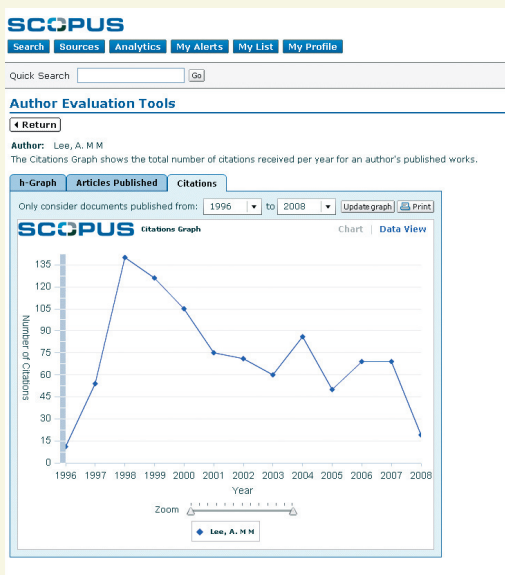 SCOPUS
Search Sources Analytics My Alerts My List My Profile
Quick Search Go
Author Evaluation Tools
Return
Author: Lee, A. M M
The Citations Graph shows the total number of citations received per year for an author's published works.
h-Graph Articles Published Citations
Only consider documents published from: 1996 to 2008 Update graph Print
SCOPUS Citations Graph Chart | Data View
135
120
105
90
75
60
45
30
15
0
Number of Citations
1996 1997 1998 1999 2000 2001 2002 2003 2004 2005 2006 2007 2008
Year
Zoom
Lee, A. M M